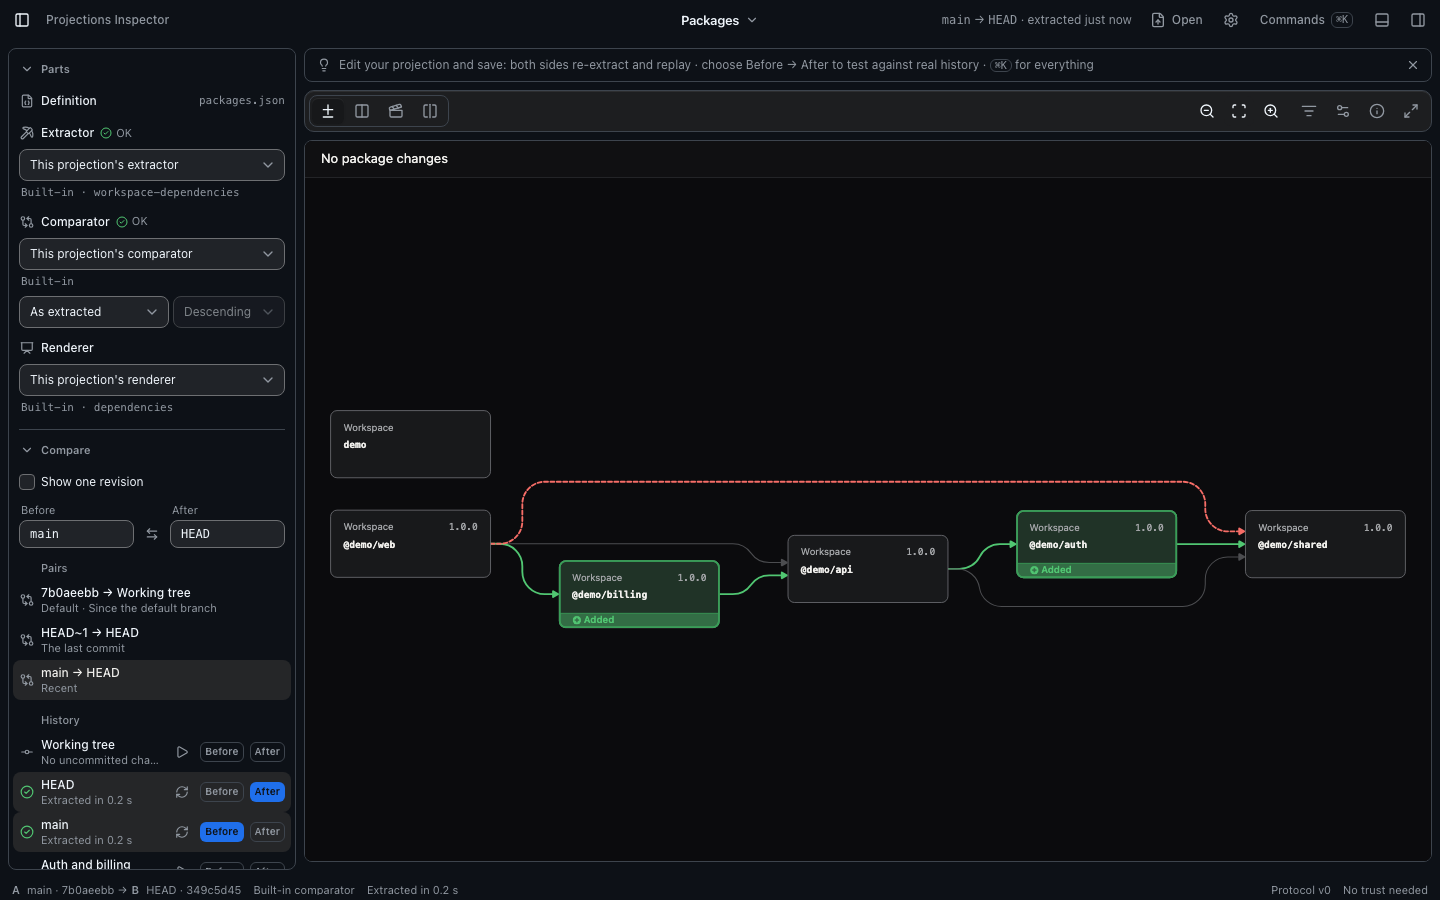 Projections Inspector
Packages
main → HEAD · extracted just now
Open
Commands ⌘K
Parts
Definition packages.json
Extractor OK
This projection's extractor
Built-in · workspace-dependencies
Comparator OK
This projection's comparator
Built-in
As extracted
Descending
Renderer
This projection's renderer
Built-in · dependencies
Compare
Show one revision
Before
After
main
HEAD
Pairs
7b0aeebb → Working tree
Default · Since the default branch
HEAD~1 → HEAD
The last commit
main → HEAD
Recent
History
Working tree
No uncommitted cha…
Before After
HEAD
Extracted in 0.2 s
Before After
main
Extracted in 0.2 s
Before After
Auth and billing
Edit your projection and save: both sides re-extract and replay · choose Before → After to test against real history · ⌘K for everything
No package changes
Workspace
demo
Workspace 1.0.0
@demo/web
Workspace 1.0.0
@demo/billing
Added
Workspace 1.0.0
@demo/api
Workspace 1.0.0
@demo/auth
Added
Workspace 1.0.0
@demo/shared
A main · 7b0aeebb → B HEAD · 349c5d45 Built-in comparator Extracted in 0.2 s
Protocol v0 No trust needed